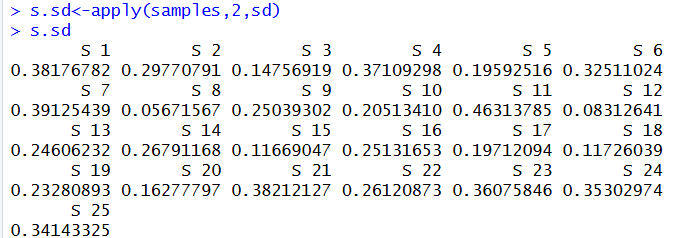 > s.sd<-apply(samples,2,sd)
> s.sd
S 1 S 2 S 3 S 4 S 5 S 6
0.38176782 0.29770791 0.14756919 0.37109298 0.19592516 0.32511024
S 7 S 8 S 9 S 10 S 11 S 12
0.39125439 0.05671567 0.25039302 0.20513410 0.46313785 0.08312641
S 13 S 14 S 15 S 16 S 17 S 18
0.24606232 0.26791168 0.11669047 0.25131653 0.19712094 0.11726039
S 19 S 20 S 21 S 22 S 23 S 24
0.23280893 0.16277797 0.38212127 0.26120873 0.36075846 0.35302974
S 25
0.34143325